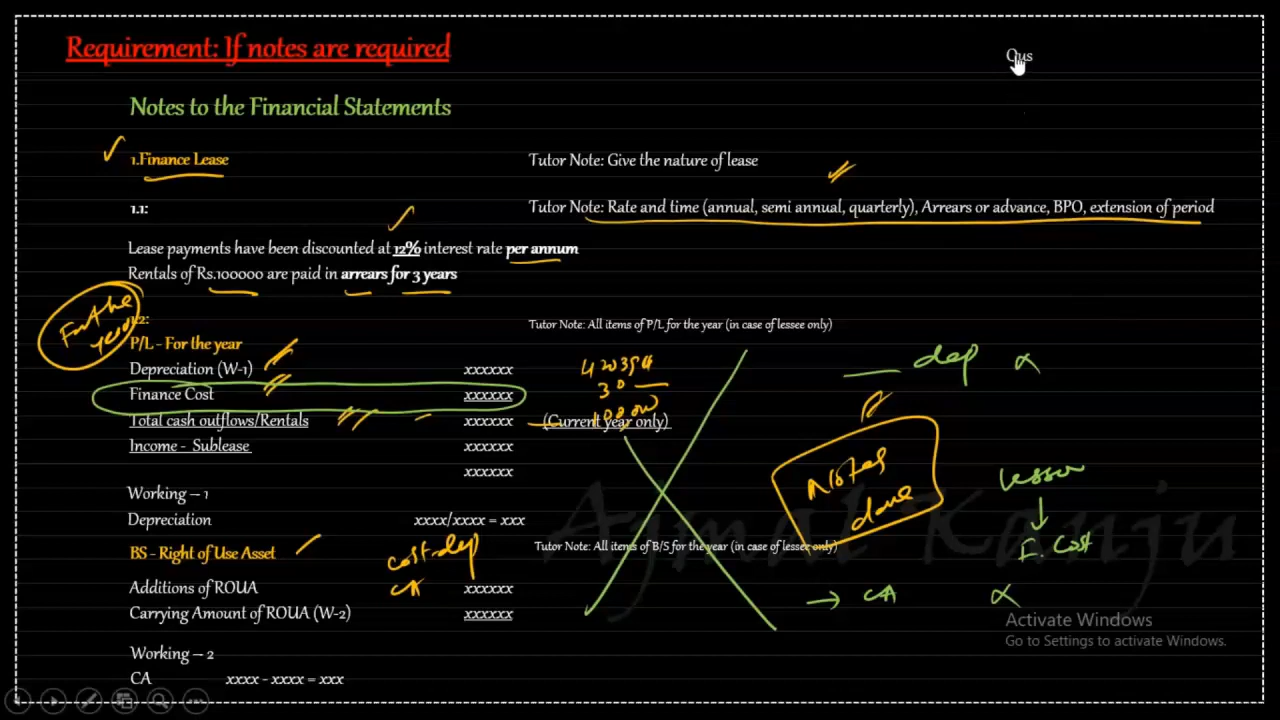 Requirement: If notes are required
Qus
Notes to the Financial Statements
1.Finance Lease
Tutor Note: Give the nature of lease
1.1:
Tutor Note: Rate and time (annual, semi annual, quarterly), Arrears or advance, BPO, extension of period
Lease payments have been discounted at 12% interest rate per annum
Rentals of Rs.100000 are paid in arrears for 3 years
For the
year
1.2:
Tutor Note: All items of P/L for the year (in case of lessee only)
P/L - For the year
Depreciation (W-1) xxxxxx
dep
Finance Cost xxxxxx
Total cash outflows/Rentals xxxxxx (Current year only)
Income - Sublease xxxxxx
xxxxxx
Notes
done
lessor
F. Cost
Working – 1
Depreciation xxxx/xxxx = xxx
BS - Right of Use Asset
cost-dep
CA
Tutor Note: All items of B/S for the year (in case of lessee only)
Additions of ROUA xxxxxx
CA
Carrying Amount of ROUA (W-2) xxxxxx
Working – 2
CA xxxx - xxxx = xxx
Ajmal Kanju
Activate Windows
Go to Settings to activate Windows.